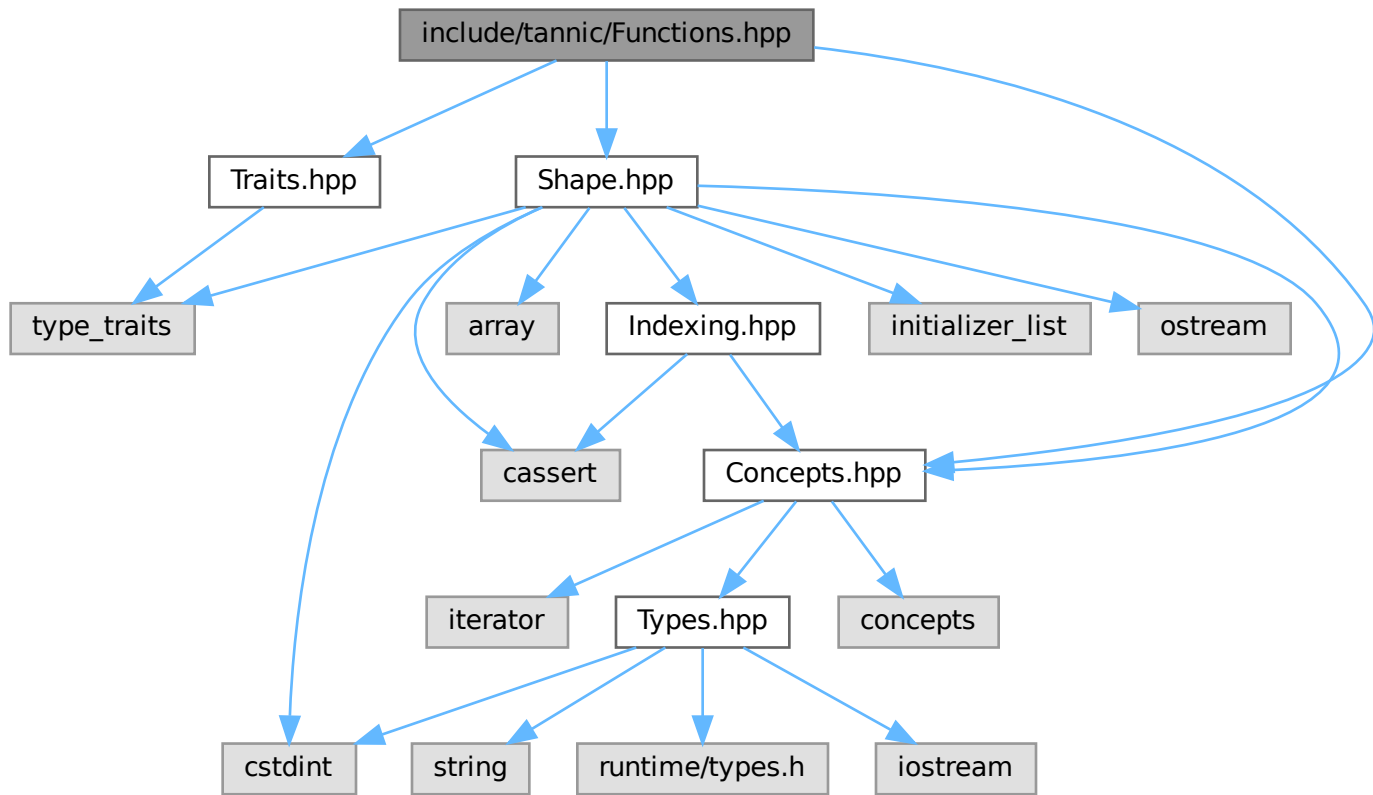 include/tannic/Functions.hpp
Traits.hpp
Shape.hpp
type_traits
array
Indexing.hpp
initializer_list
ostream
cassert
Concepts.hpp
iterator
Types.hpp
concepts
cstdint
string
runtime/types.h
iostream